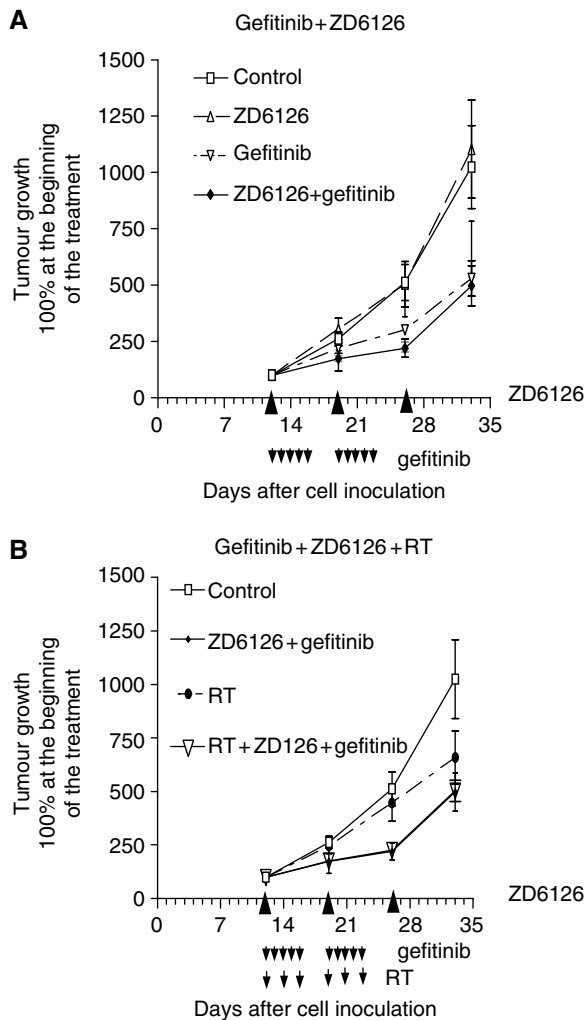 A
Gefitinib+ZD6126
Tumour growth
100% at the beginning
of the treatment
1500
1250
1000
750
500
250
0
Control
ZD6126
Gefitinib
ZD6126+gefitinib
0 7 14 21 28 35
ZD6126
gefitinib
Days after cell inoculation
B
Gefitinib+ZD6126+RT
Tumour growth
100% at the beginning
of the treatment
1500
1250
1000
750
500
250
0
Control
ZD6126+gefitinib
RT
RT+ZD126+gefitinib
0 7 14 21 28 35
ZD6126
gefitinib
RT
Days after cell inoculation